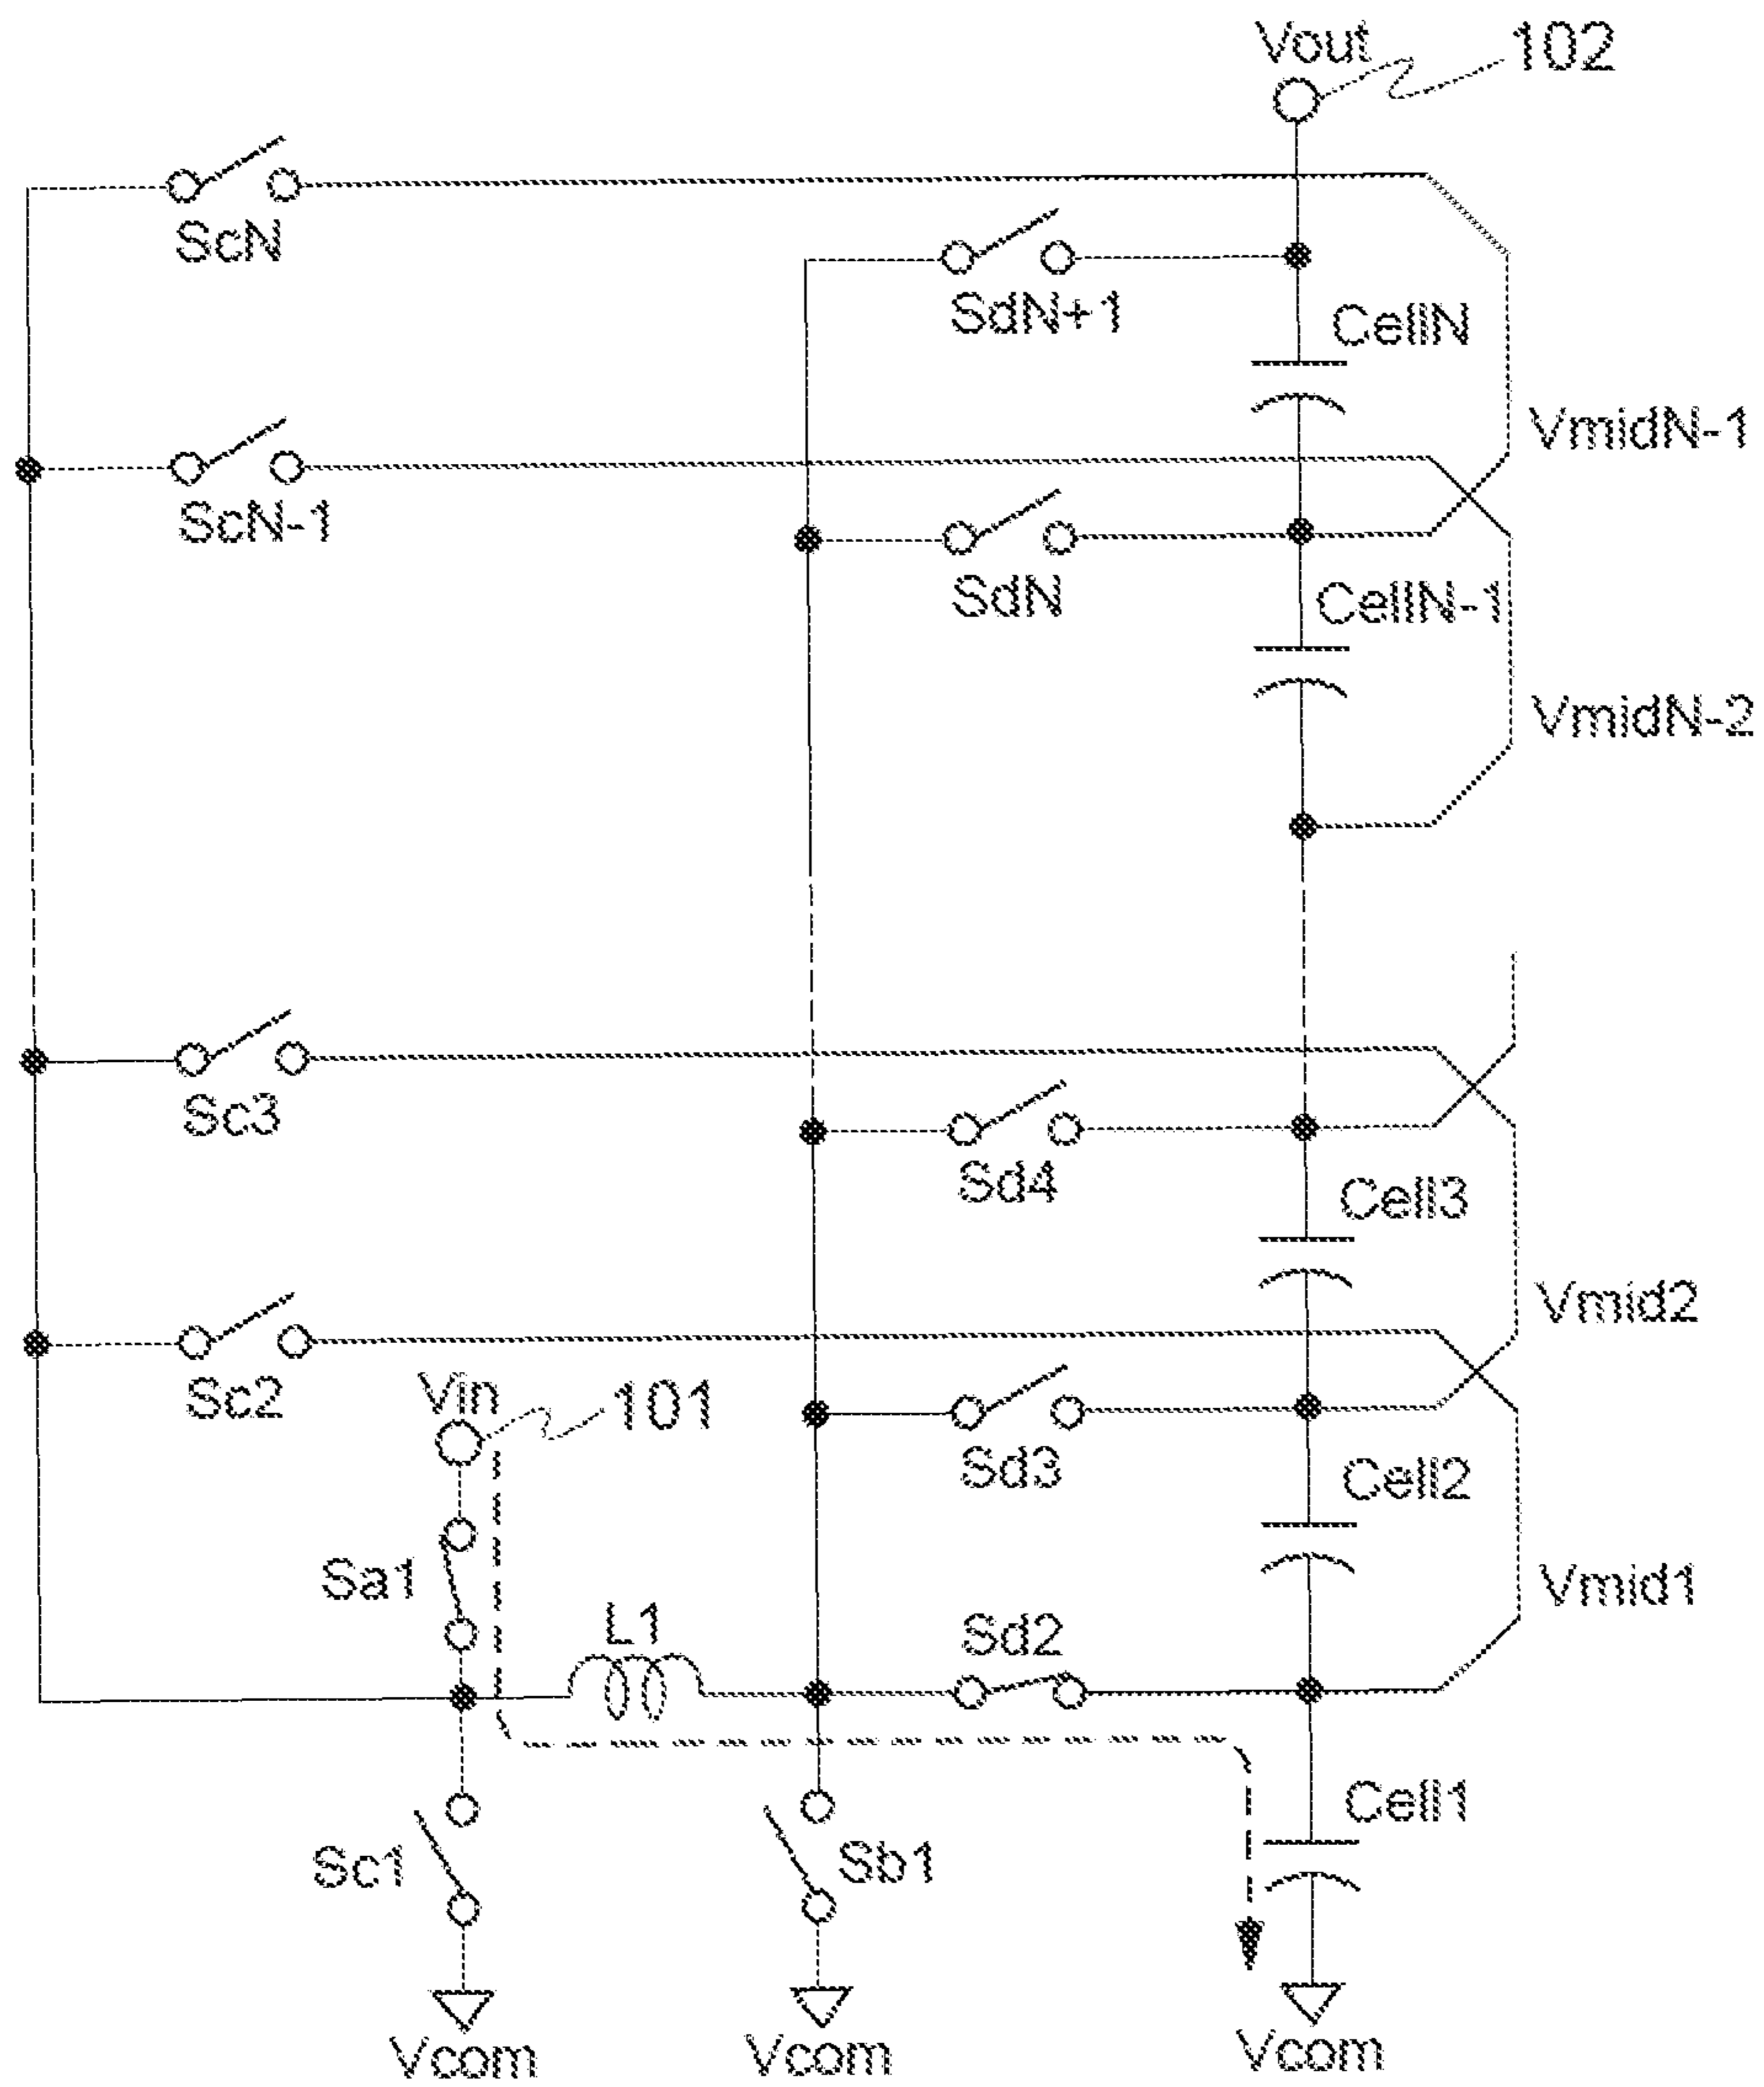 Vout
102
ScN
SdN+1
CellN
VmidN-1
ScN-1
SdN
CellN-1
VmidN-2
Sc3
Sd4
Cell3
Vmid2
Sc2
Vin
101
Sd3
Cell2
Sa1
L1
Sd2
Vmid1
Cell1
Sc1
Sb1
Vcom
Vcom
Vcom